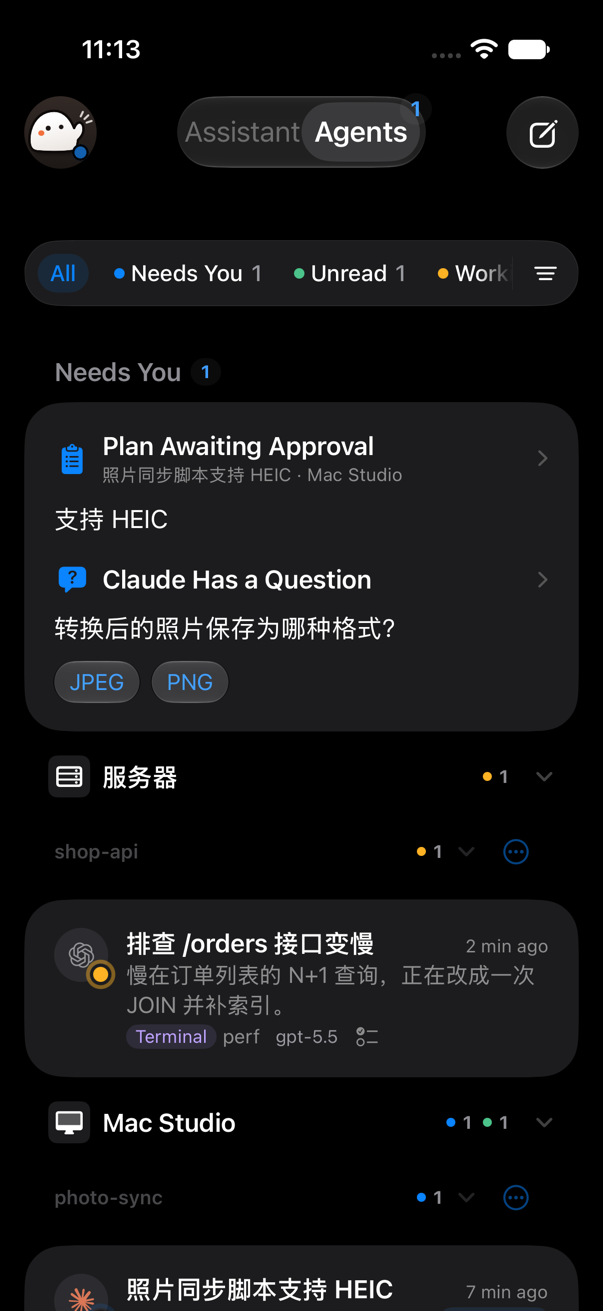 11:13
Assistant
Agents
1
All
Needs You 1
Unread 1
Work
Needs You 1
Plan Awaiting Approval
照片同步脚本支持 HEIC · Mac Studio
支持 HEIC
Claude Has a Question
转换后的照片保存为哪种格式?
JPEG
PNG
服务器
1
shop-api
1
排查 /orders 接口变慢
2 min ago
慢在订单列表的 N+1 查询，正在改成一次
JOIN 并补索引。
Terminal perf gpt-5.5
Mac Studio
1 1
photo-sync
1
照片同步脚本支持 HEIC
7 min ago